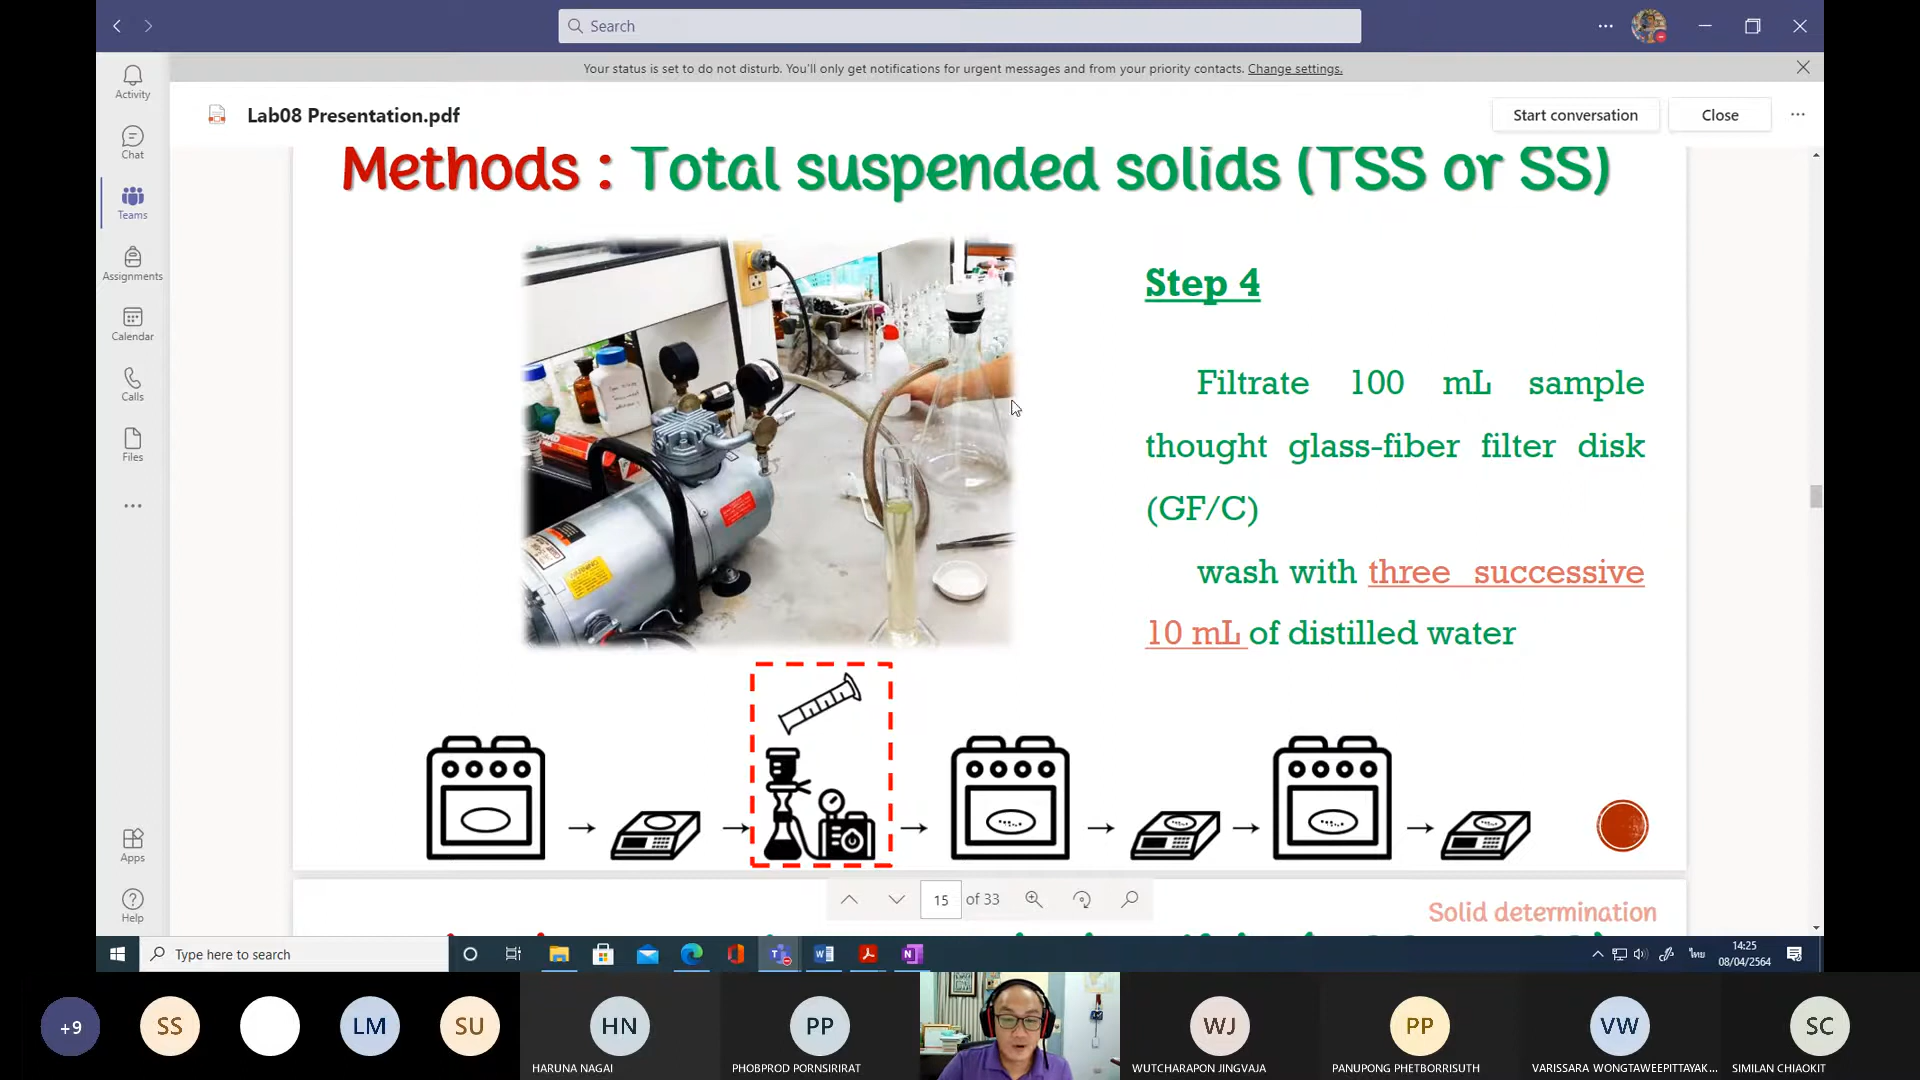 Search
Your status is set to do not disturb. You'll only get notifications for urgent messages and from your priority contacts. Change settings.
Activity
Chat
Teams
Assignments
Calendar
Calls
Files
Apps
Help
Lab08 Presentation.pdf
Start conversation
Close
Methods : Total suspended solids (TSS or SS)
Step 4
Filtrate 100 mL sample
thought glass-fiber filter disk
(GF/C)
wash with three successive
10 mL of distilled water
15 of 33
Solid determination
Type here to search
ไทย
14:25
08/04/2564
+9
SS
LM
SU
HN
HARUNA NAGAI
PP
PHOBPROD PORNSIRIRAT
WJ
WUTCHARAPON JINGVAJA
PP
PANUPONG PHETBORRISUTH
VW
VARISSARA WONGTAWEEPITTAYAK...
SC
SIMILAN CHIAOKIT